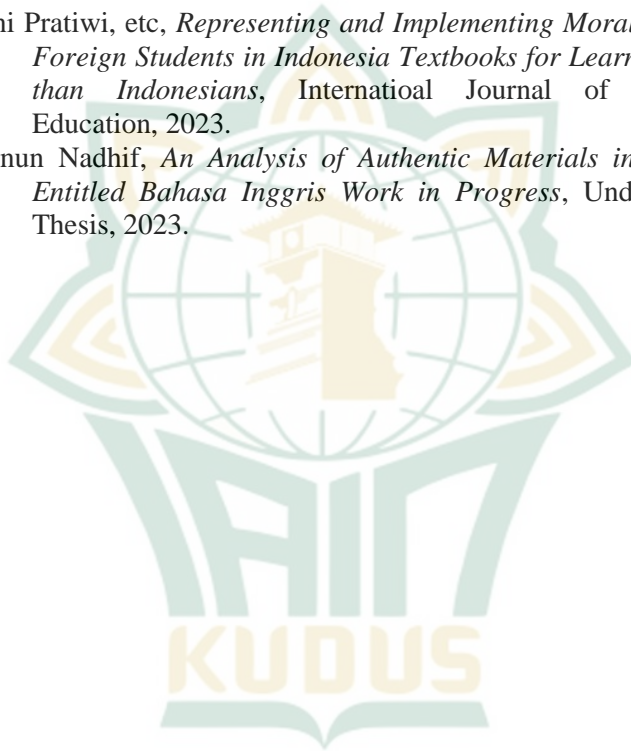 ni Pratiwi, etc, Representing and Implementing Moral
Foreign Students in Indonesia Textbooks for Learn
than Indonesians, Internatioal Journal of
Education, 2023.
nun Nadhif, An Analysis of Authentic Materials in
Entitled Bahasa Inggris Work in Progress, Und
Thesis, 2023.
IAIN
KUDUS